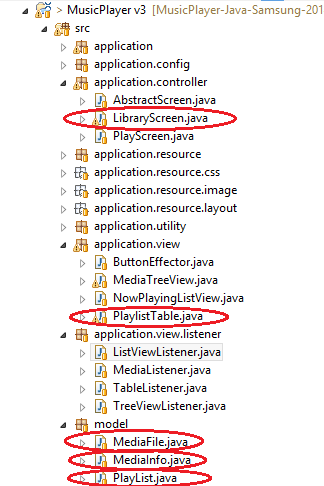 > MusicPlayer v3 [MusicPlayer-Java-Samsung-201
src
application
application.config
application.controller
AbstractScreen.java
LibraryScreen.java
PlayScreen.java
application.resource
application.resource.css
application.resource.image
application.resource.layout
application.utility
application.view
ButtonEffector.java
MediaTreeView.java
NowPlayingListView.java
PlaylistTable.java
application.view.listener
ListViewListener.java
MediaListener.java
TableListener.java
TreeViewListener.java
model
MediaFile.java
MediaInfo.java
PlayList.java